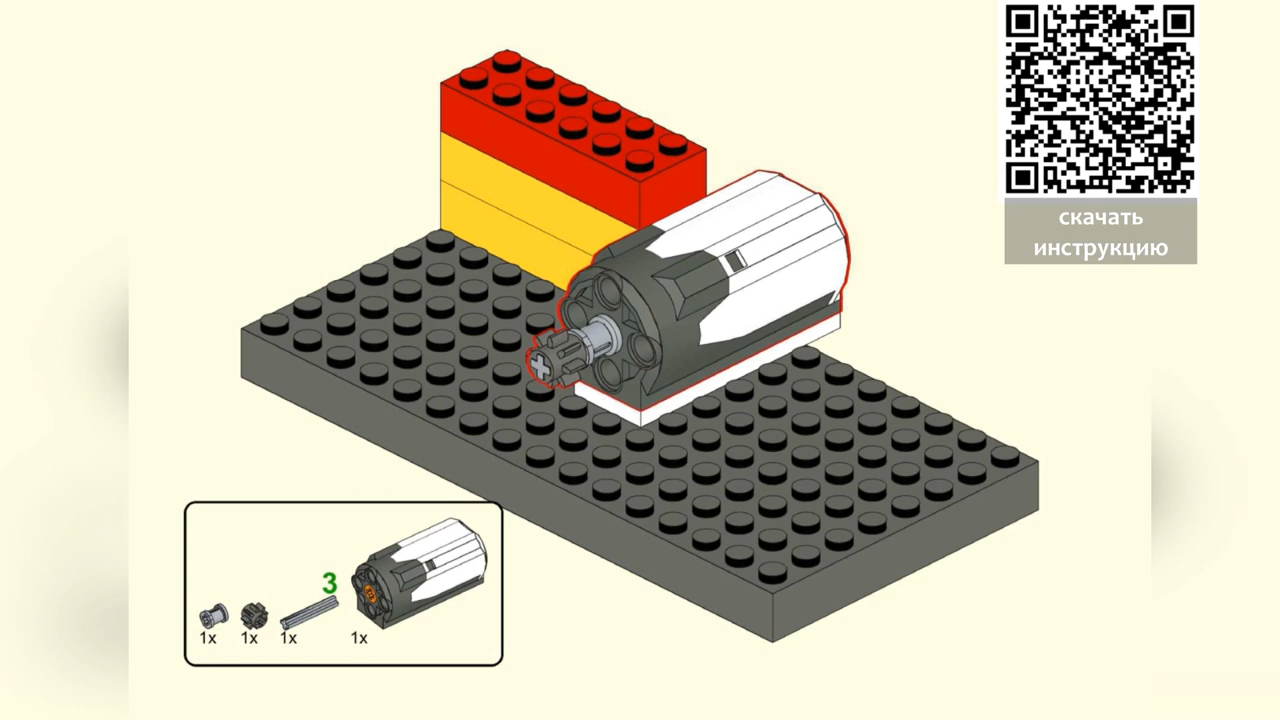 скачать
инструкцию
3
1x 1x 1x 1x